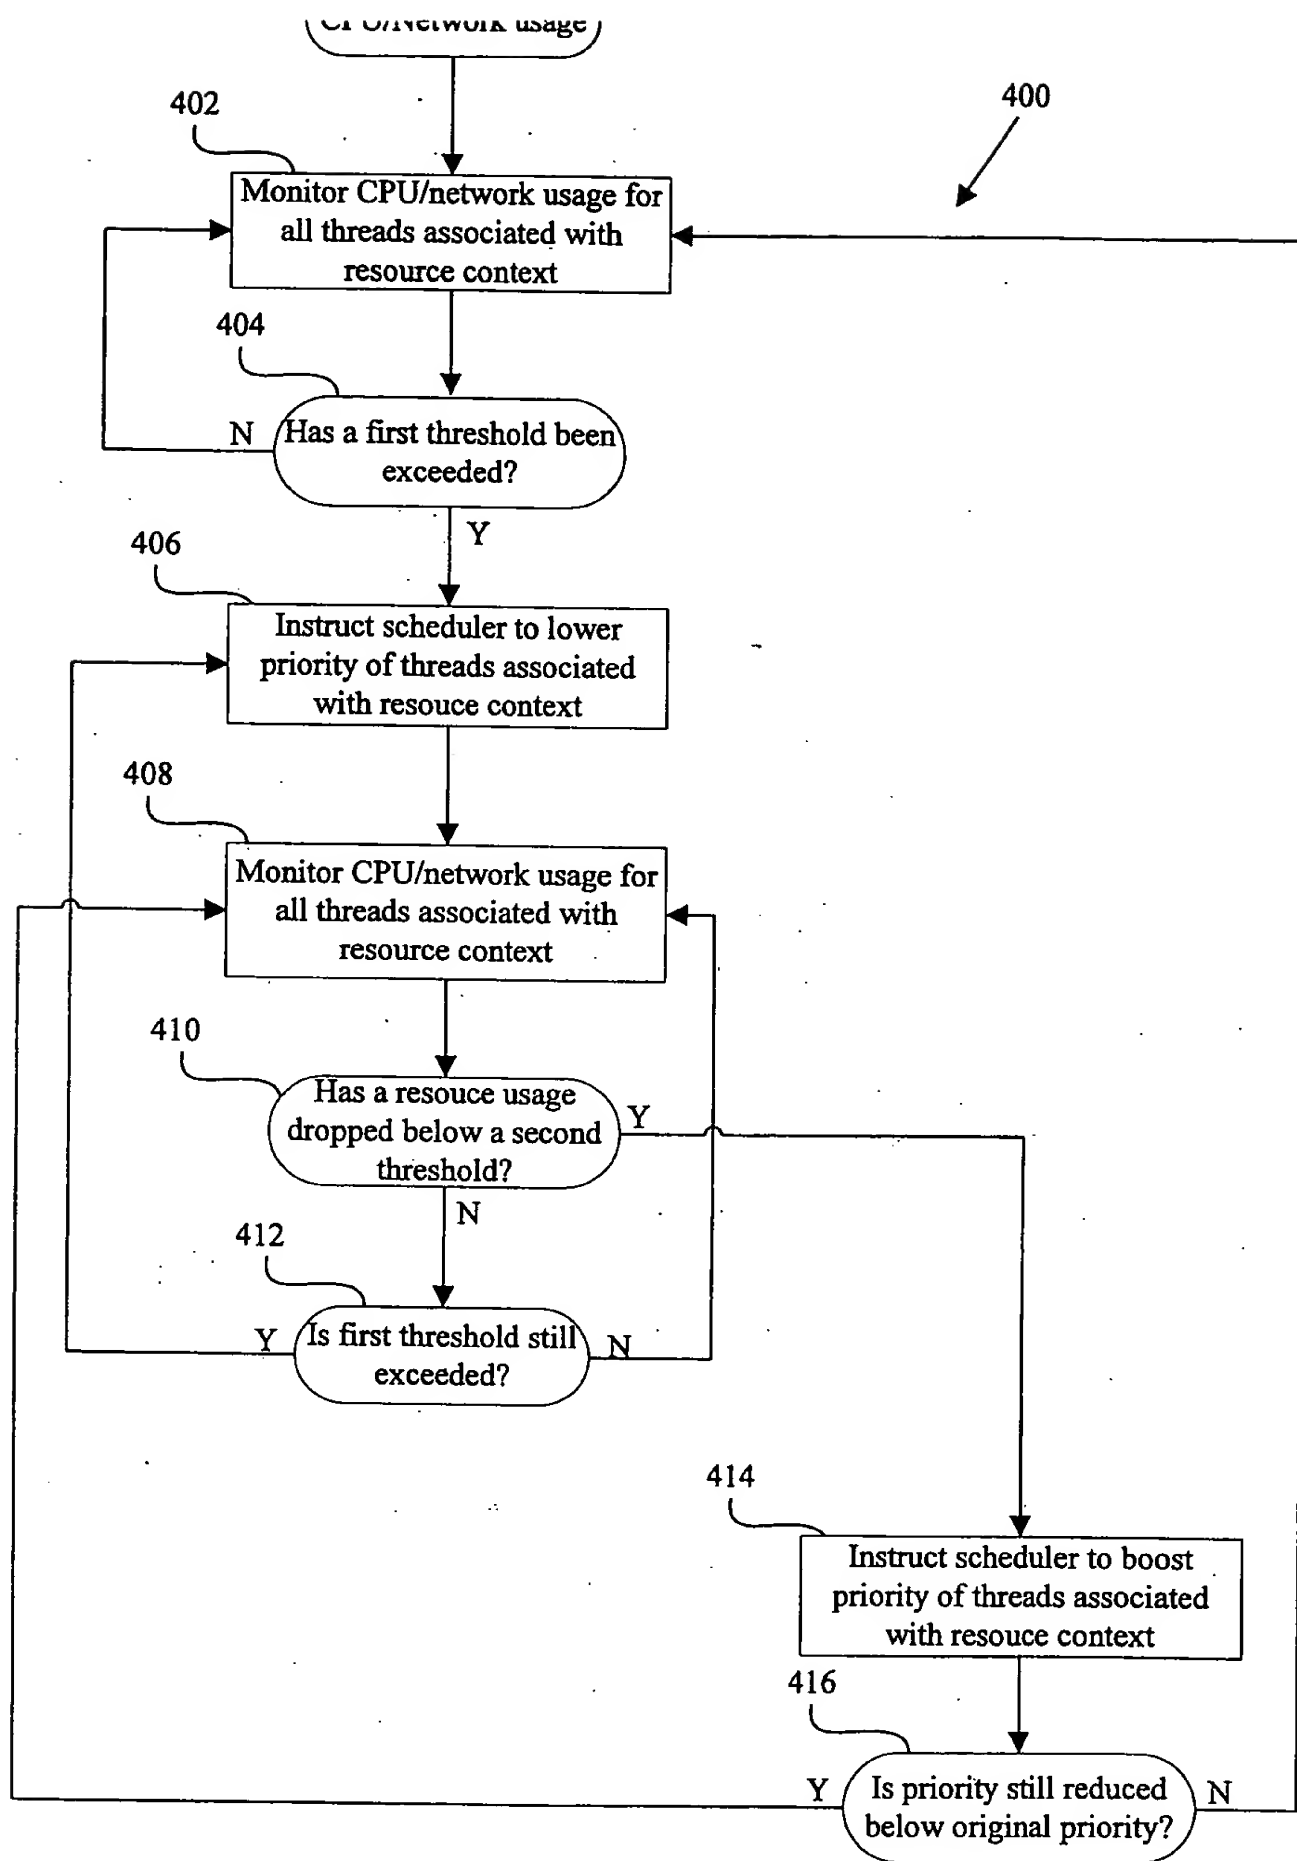 CPU/Network usage
402
400
Monitor CPU/network usage for
all threads associated with
resource context
404
N
Has a first threshold been
exceeded?
Y
406
Instruct scheduler to lower
priority of threads associated
with resouce context
408
Monitor CPU/network usage for
all threads associated with
resource context
410
Has a resouce usage
dropped below a second
threshold?
Y
N
412
Y
Is first threshold still
exceeded?
N
414
Instruct scheduler to boost
priority of threads associated
with resouce context
416
Y
Is priority still reduced
below original priority?
N